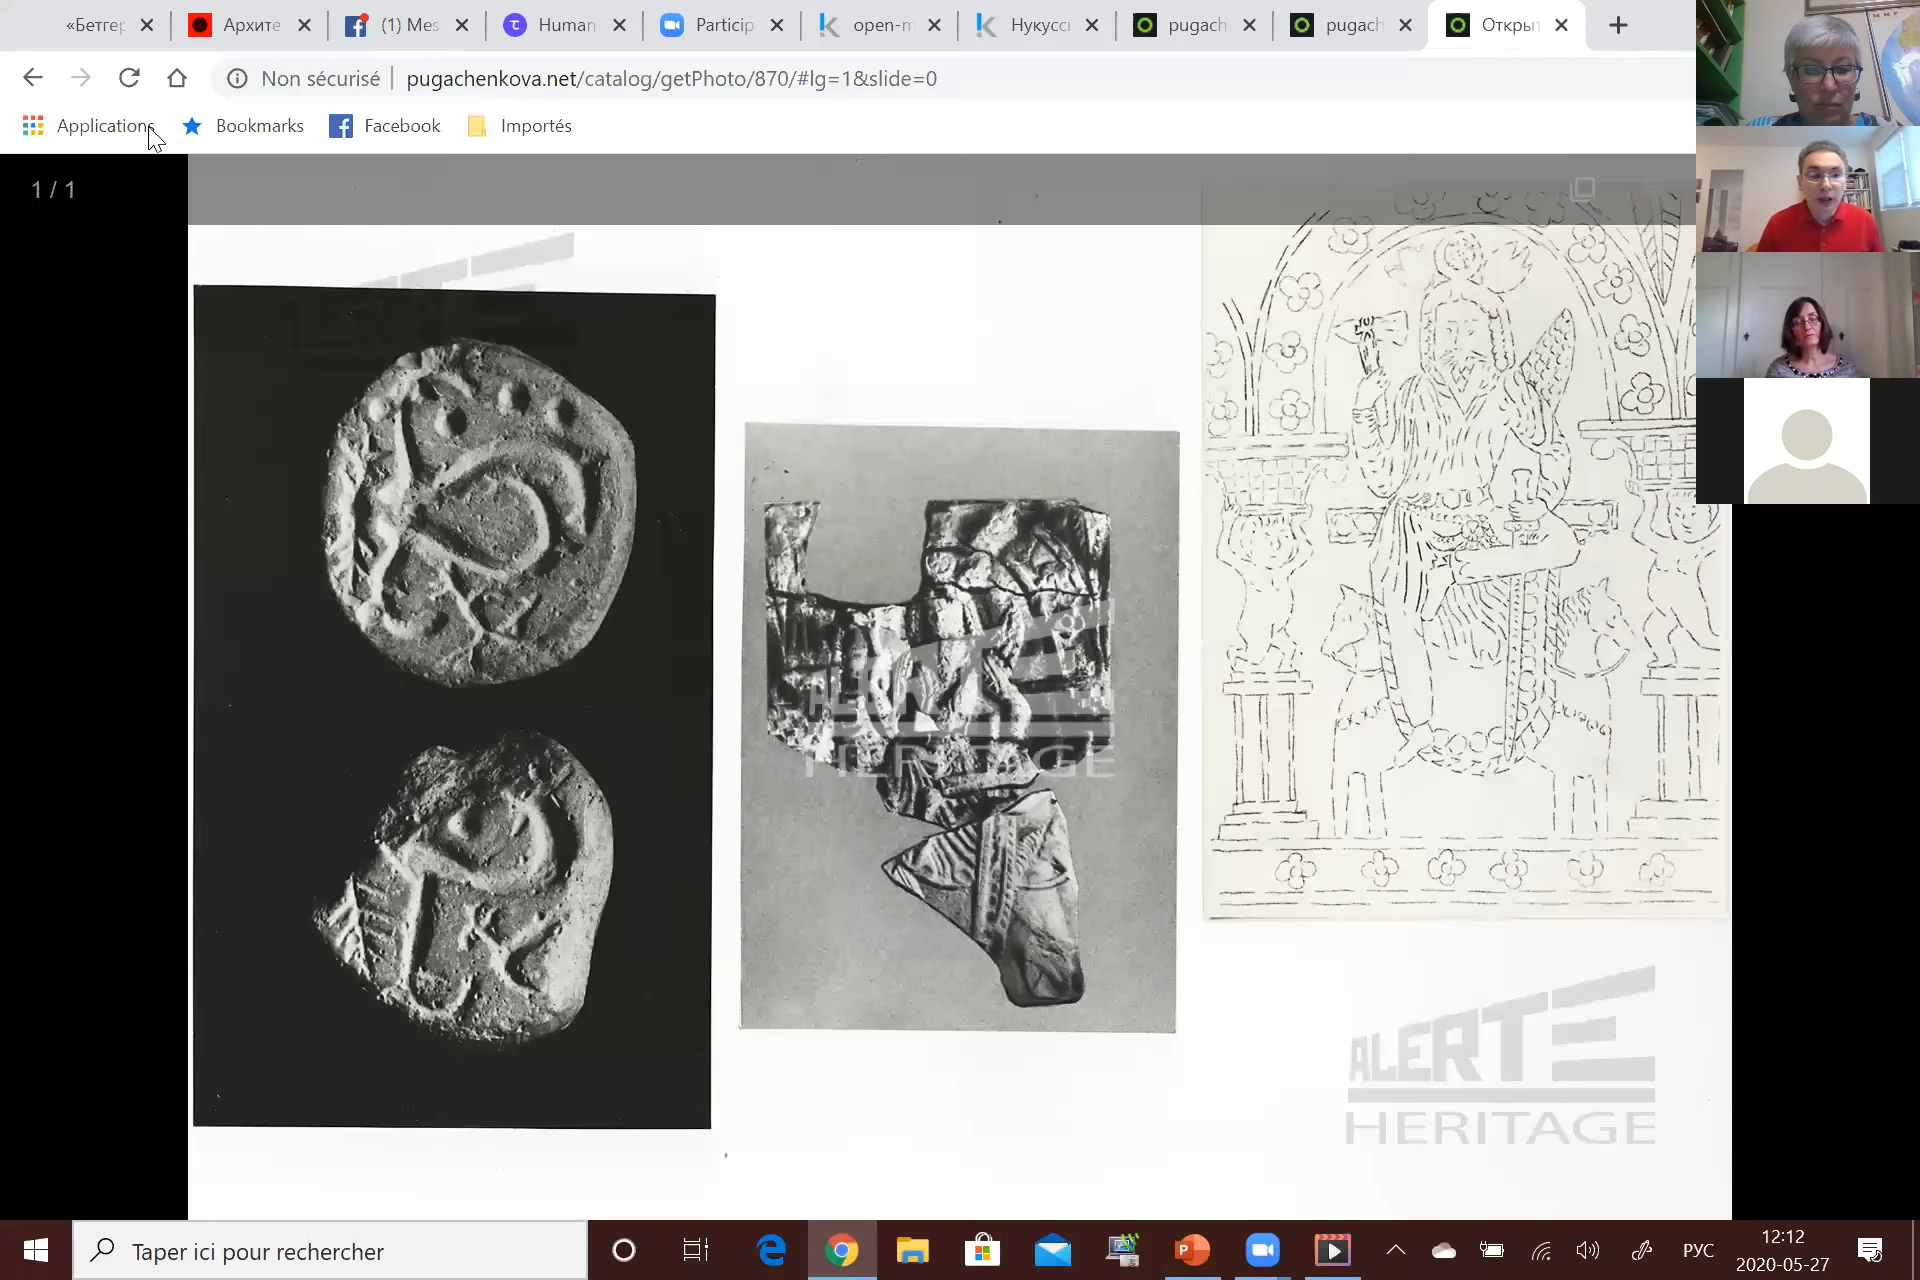 «Бетгер
Архите
(1) Mes
Human
Particip
open-m
Нукусс
pugach
pugach
Откры
Non sécurisé
pugachenkova.net/catalog/getPhoto/870/#lg=1&slide=0
Applications
Bookmarks
Facebook
Importés
1 / 1
ALERTE
HERITAGE
ALERTE
HERITAGE
Taper ici pour rechercher
РУС
12:12
2020-05-27